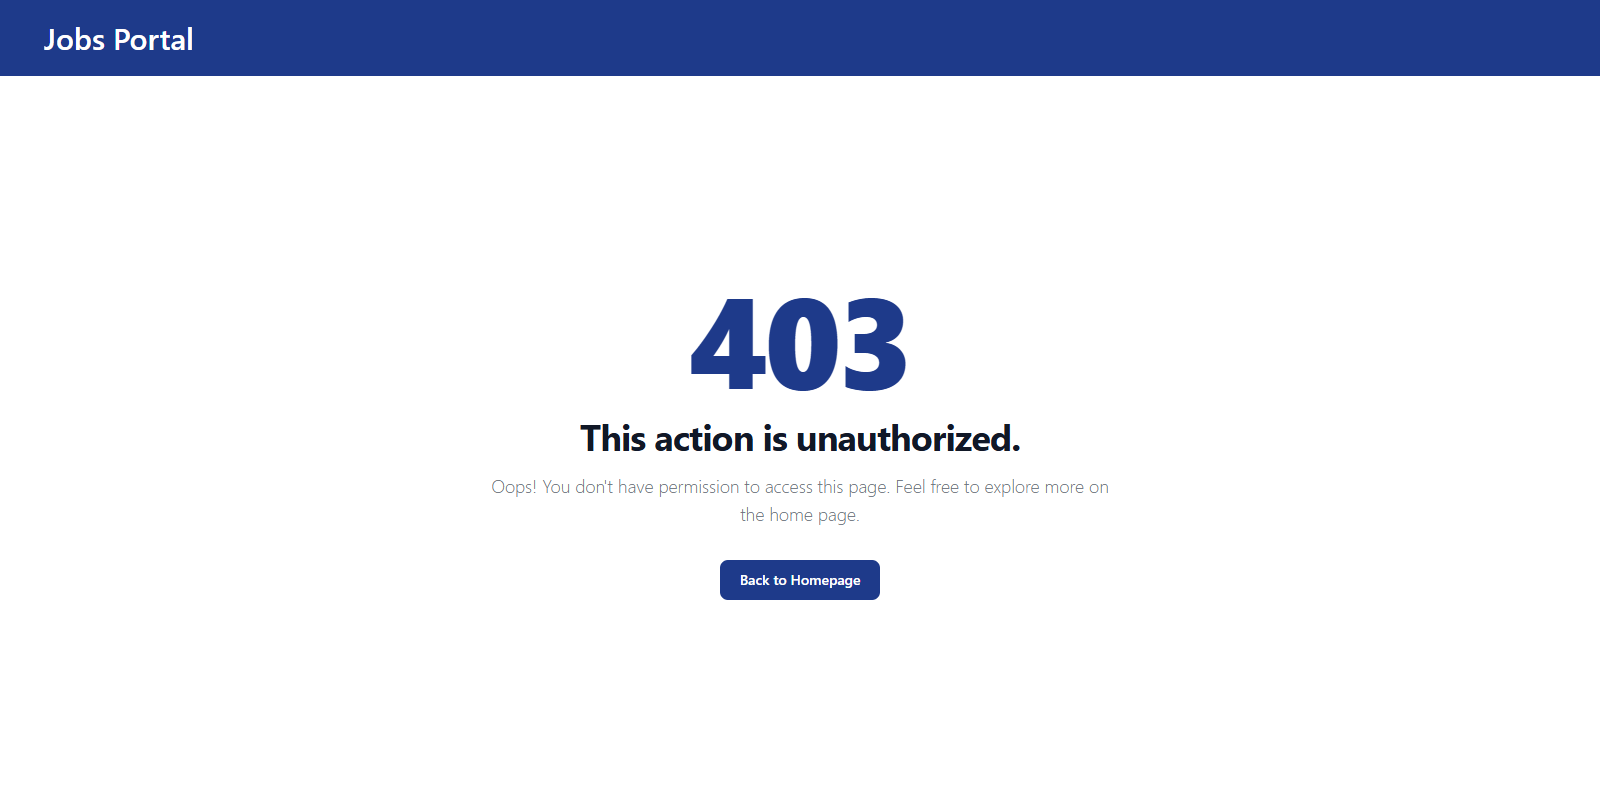 Jobs Portal
403
This action is unauthorized.
Oops! You don't have permission to access this page. Feel free to explore more on
the home page.
Back to Homepage